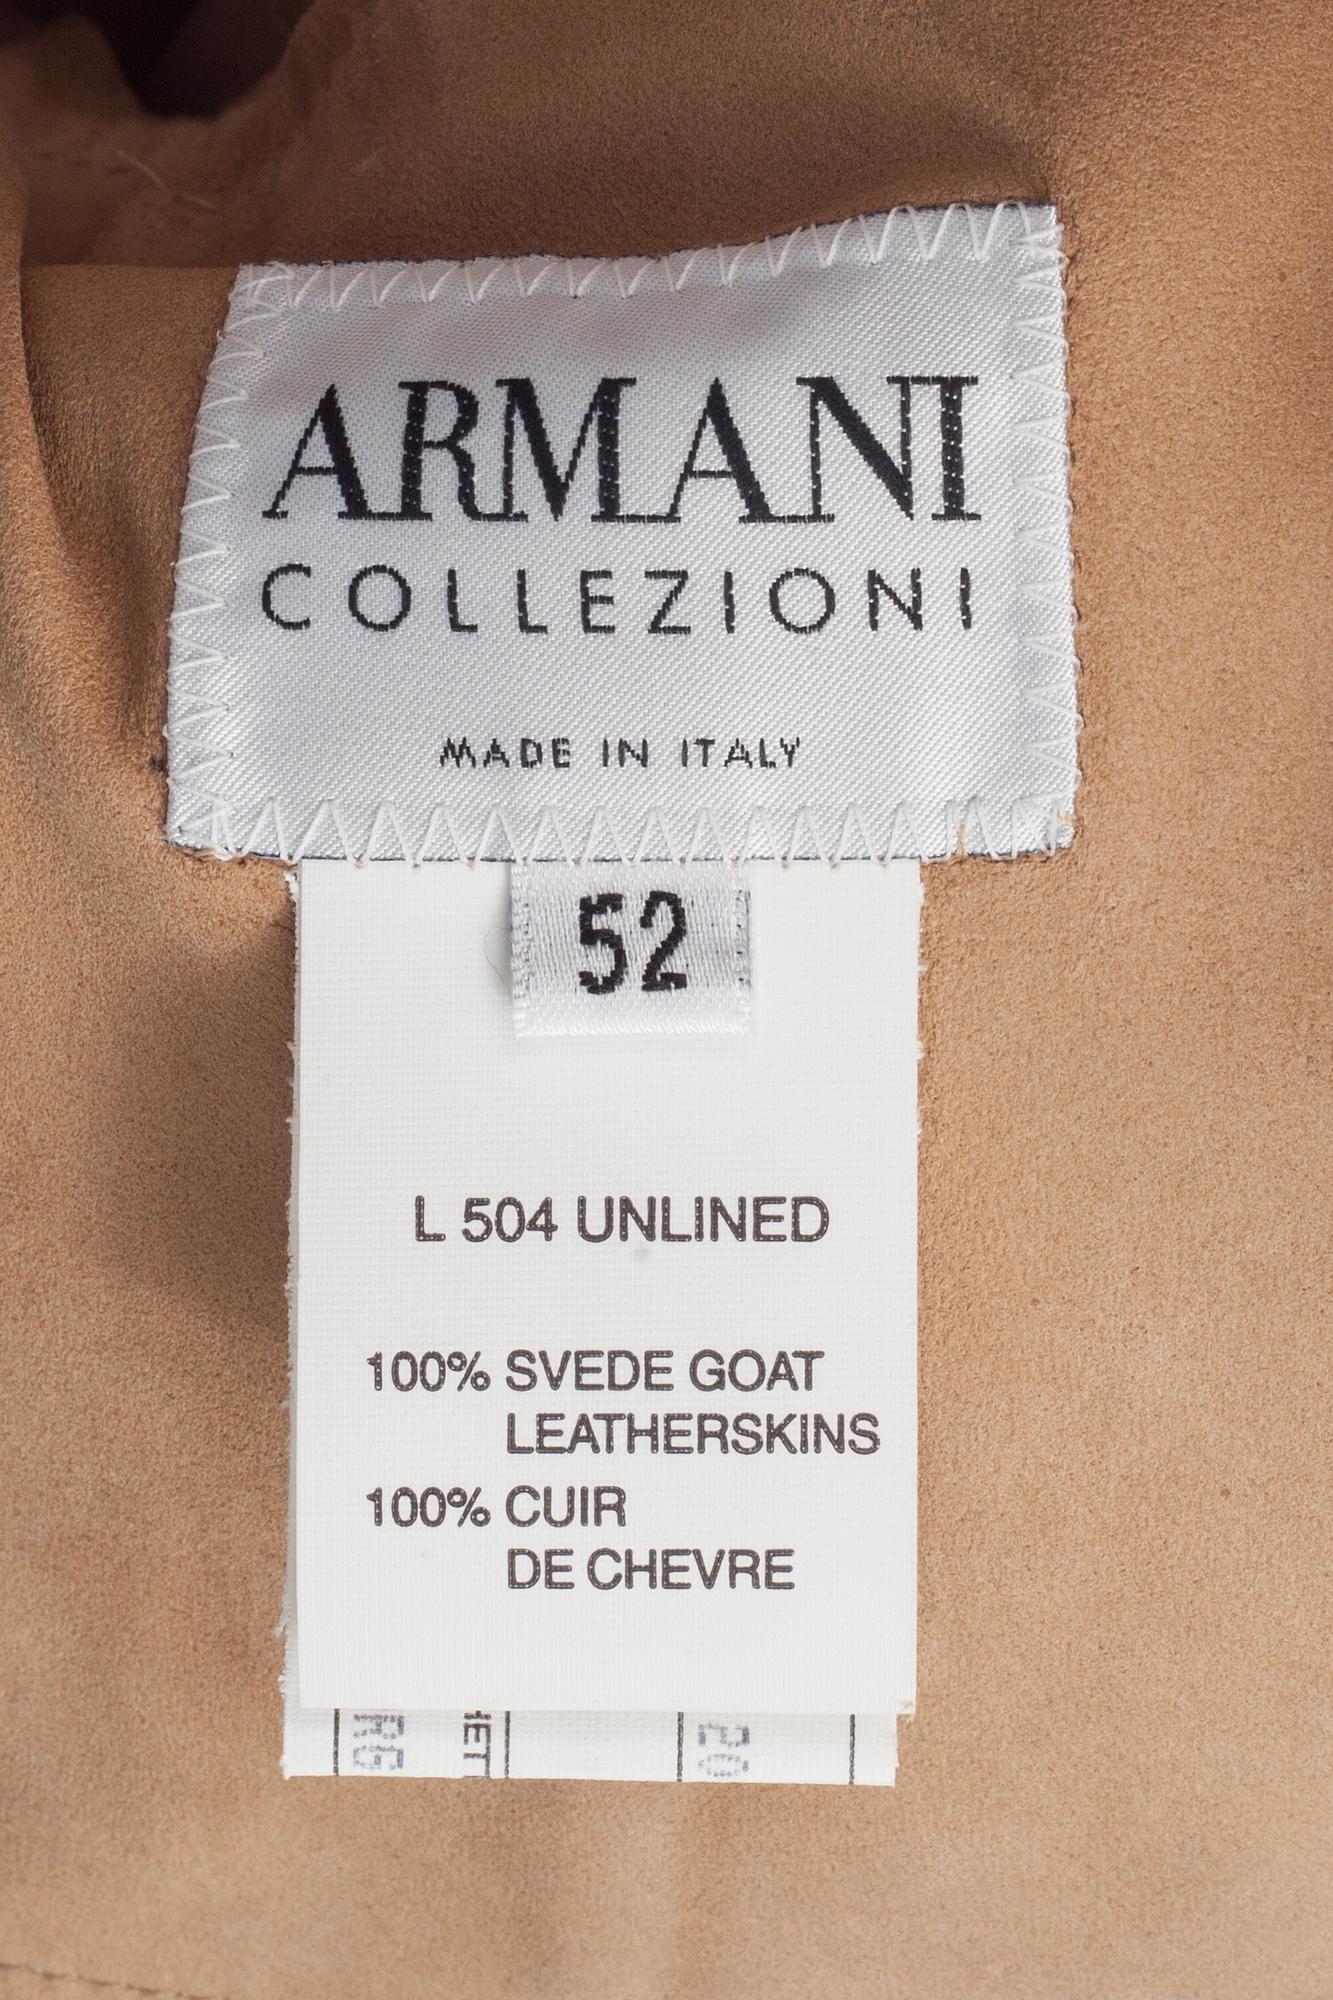 ARMANI
COLLEZIONI
MADE IN ITALY
52
L 504 UNLINED
100% SVEDE GOAT
LEATHERSKINS
100% CUIR
DE CHEVRE